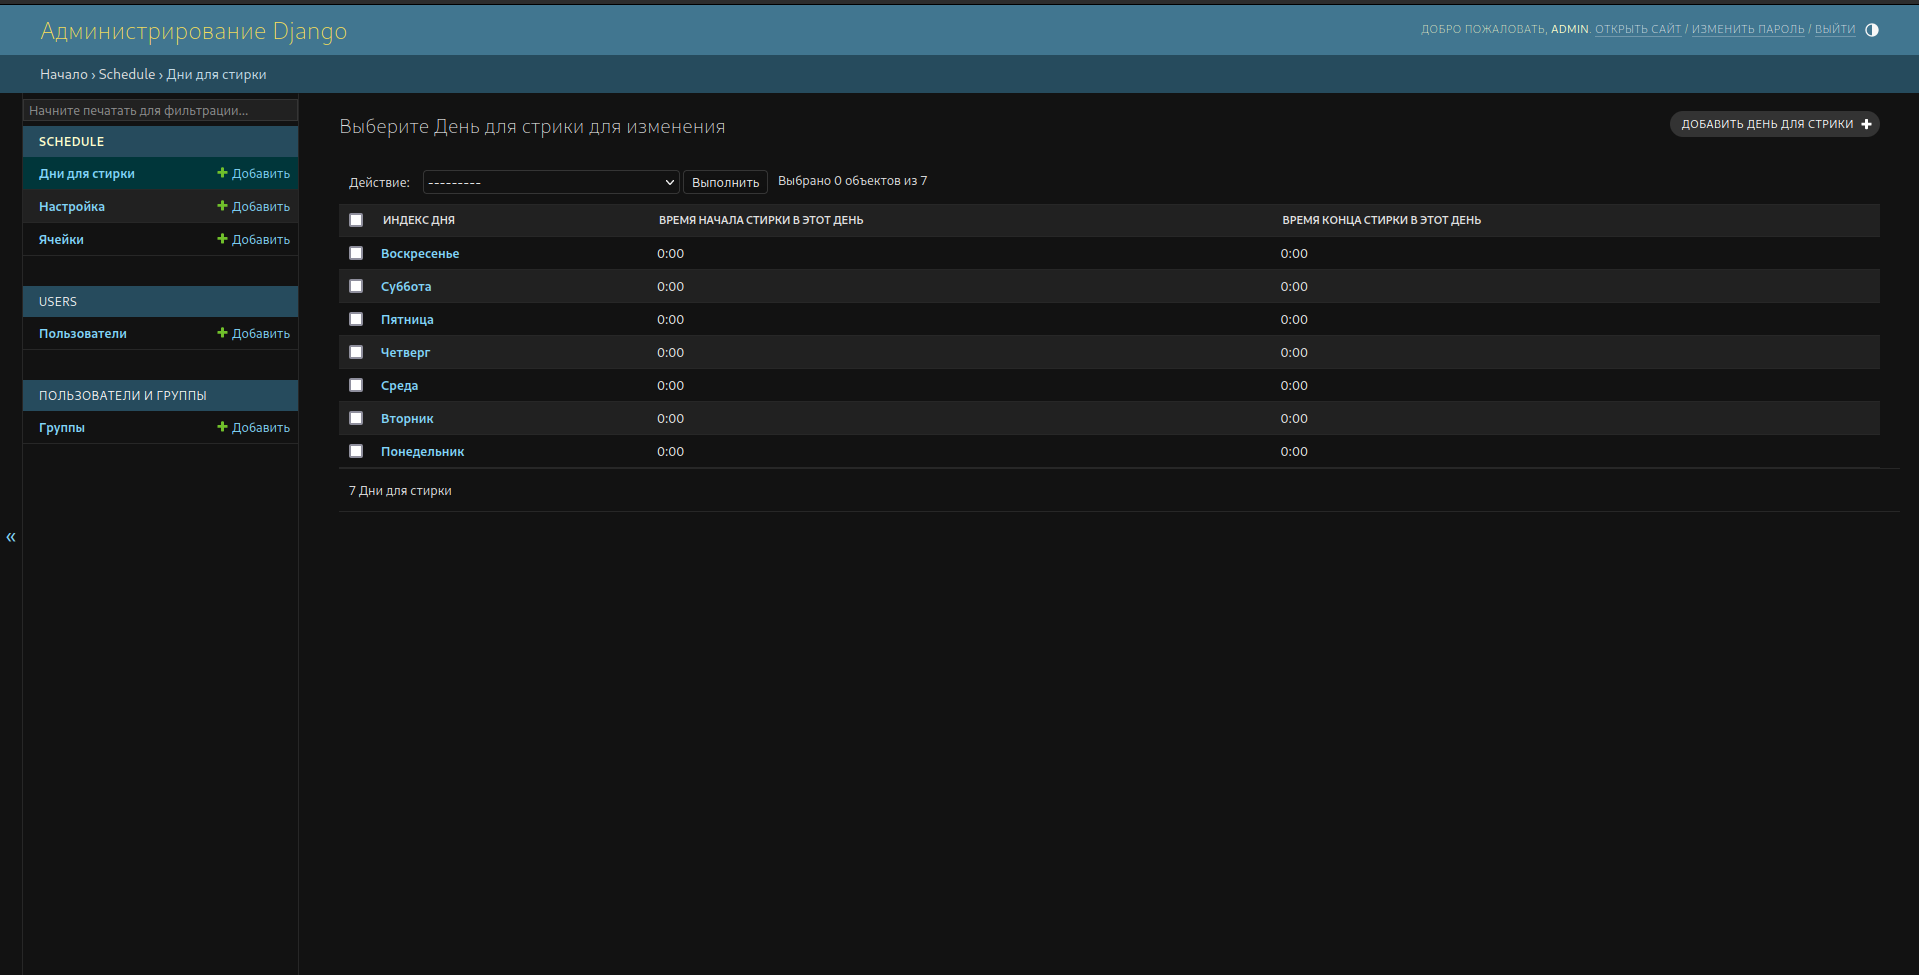 Администрирование Django
ДОБРО ПОЖАЛОВАТЬ, ADMIN. ОТКРЫТЬ САЙТ / ИЗМЕНИТЬ ПАРОЛЬ / ВЫЙТИ
Начало › Schedule › Дни для стирки
Начните печатать для фильтрации...
SCHEDULE
Дни для стирки Добавить
Настройка Добавить
Ячейки Добавить
USERS
Пользователи Добавить
ПОЛЬЗОВАТЕЛИ И ГРУППЫ
Группы Добавить
«
Выберите День для стрики для изменения
ДОБАВИТЬ ДЕНЬ ДЛЯ СТРИКИ
Действие: --------- Выполнить Выбрано 0 объектов из 7
ИНДЕКС ДНЯ ВРЕМЯ НАЧАЛА СТИРКИ В ЭТОТ ДЕНЬ ВРЕМЯ КОНЦА СТИРКИ В ЭТОТ ДЕНЬ
Воскресенье 0:00 0:00
Суббота 0:00 0:00
Пятница 0:00 0:00
Четверг 0:00 0:00
Среда 0:00 0:00
Вторник 0:00 0:00
Понедельник 0:00 0:00
7 Дни для стирки